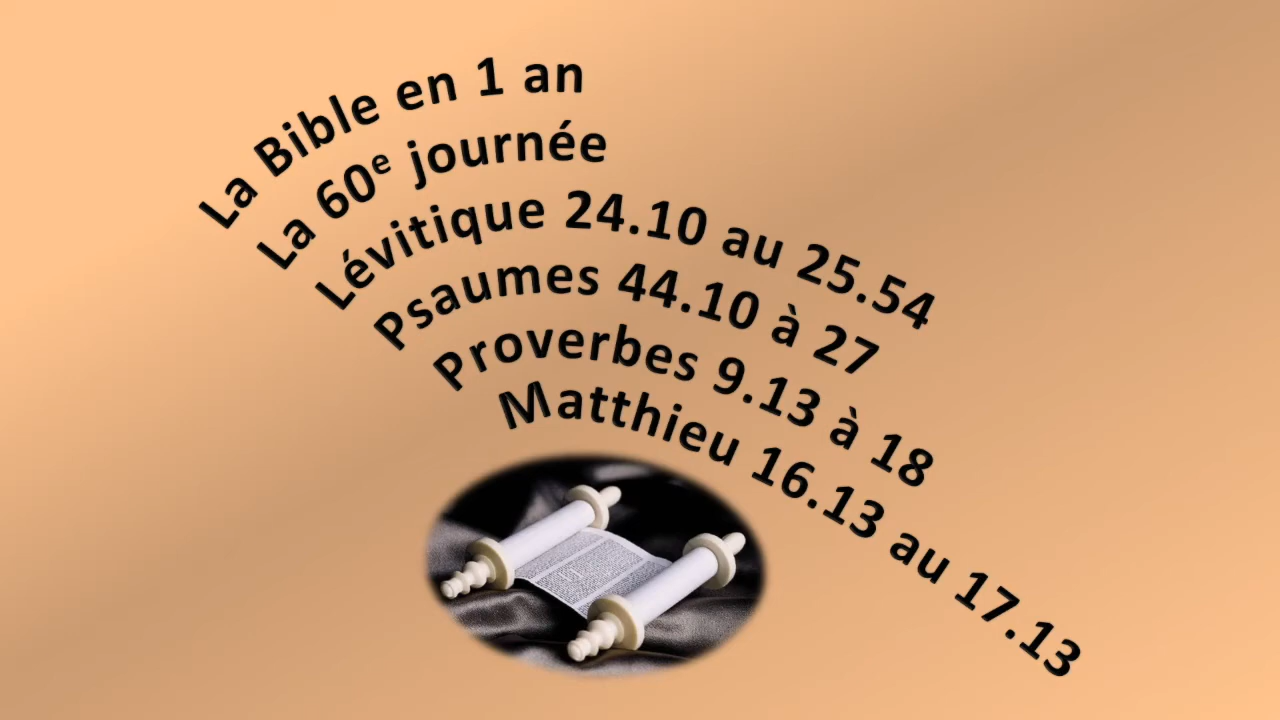 La Bible en 1 an
La 60e journée
Lévitique 24.10 au 25.54
Psaumes 44.10 à 27
Proverbes 9.13 à 18
Matthieu 16.13 au 17.13